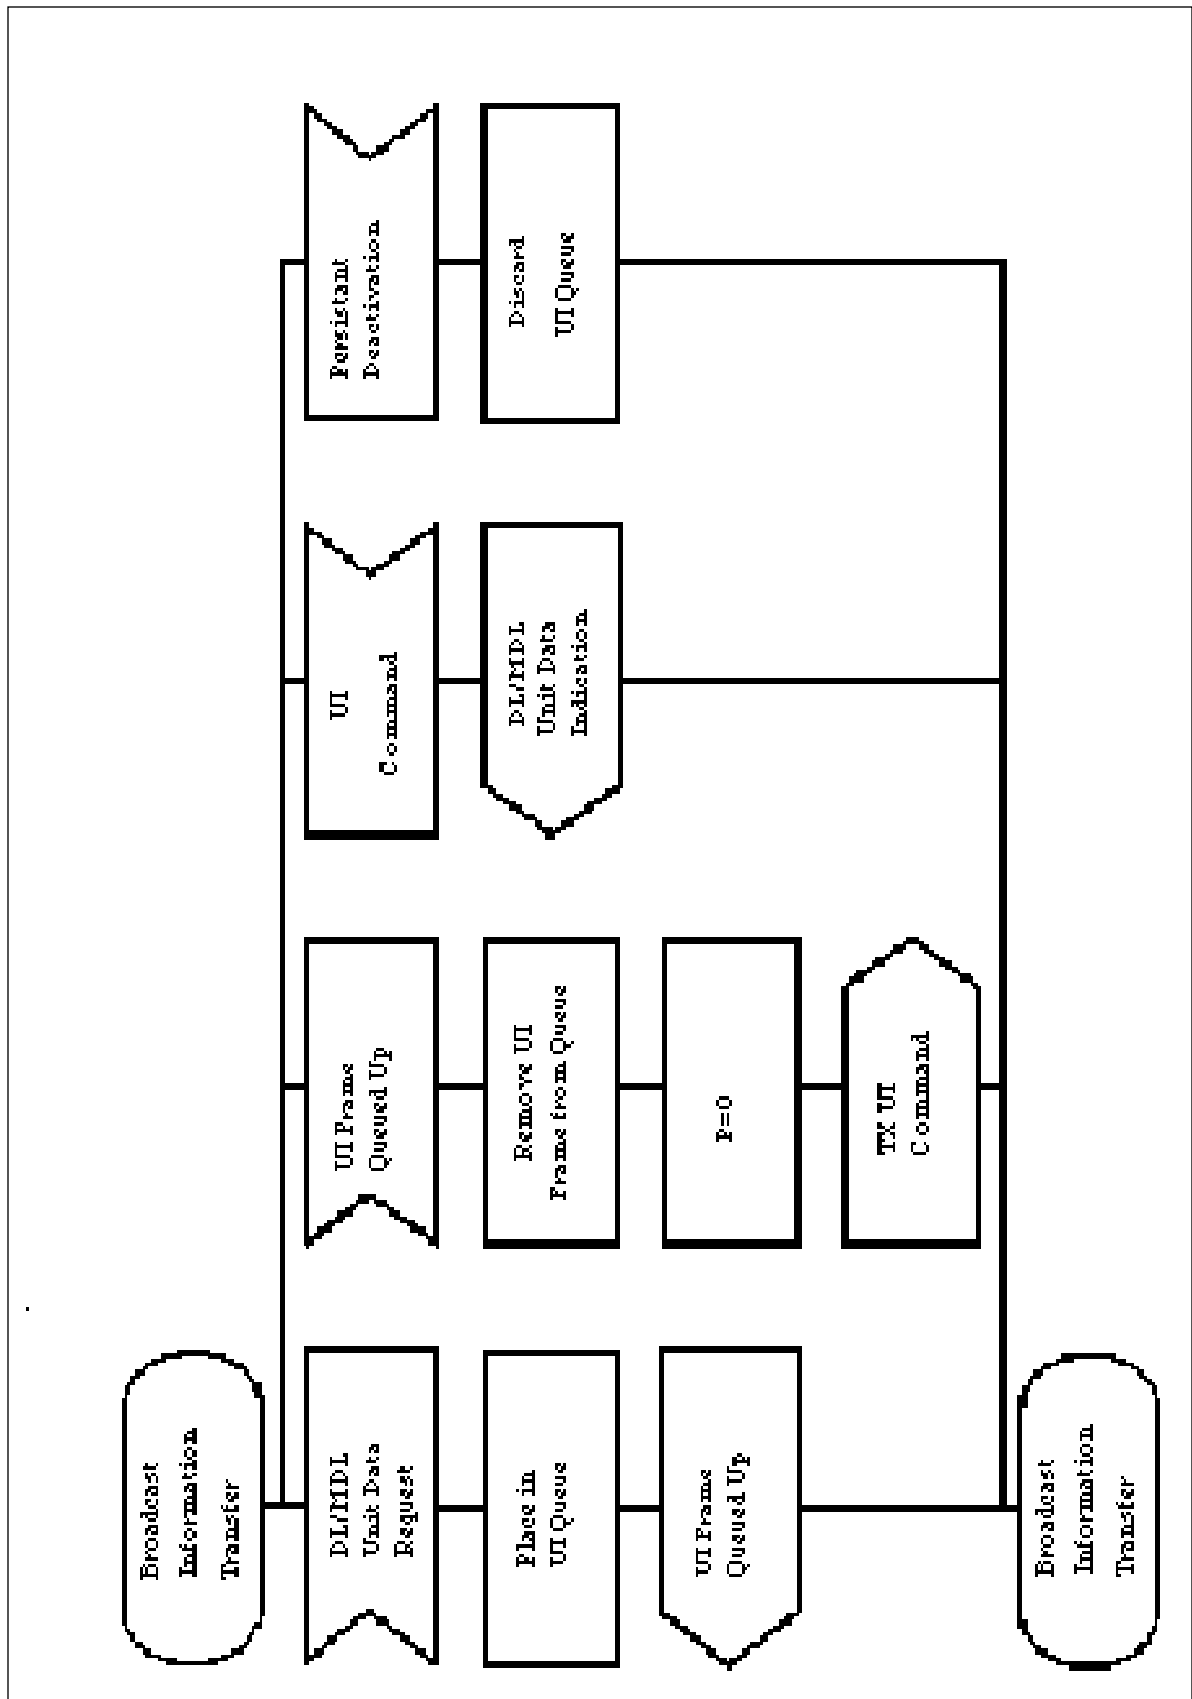 Broadcast
Information
Transfer
DL/MDL
Unit Data
Request
UI Frame
Queued Up
UI
Command
Persistant
Deactivation
Place in
UI Queue
Remove UI
Frame from Queue
DL/MDL
Unit Data
Indication
Discard
UI Queue
UI Frame
Queued Up
P=0
TX UI
Command
Broadcast
Information
Transfer